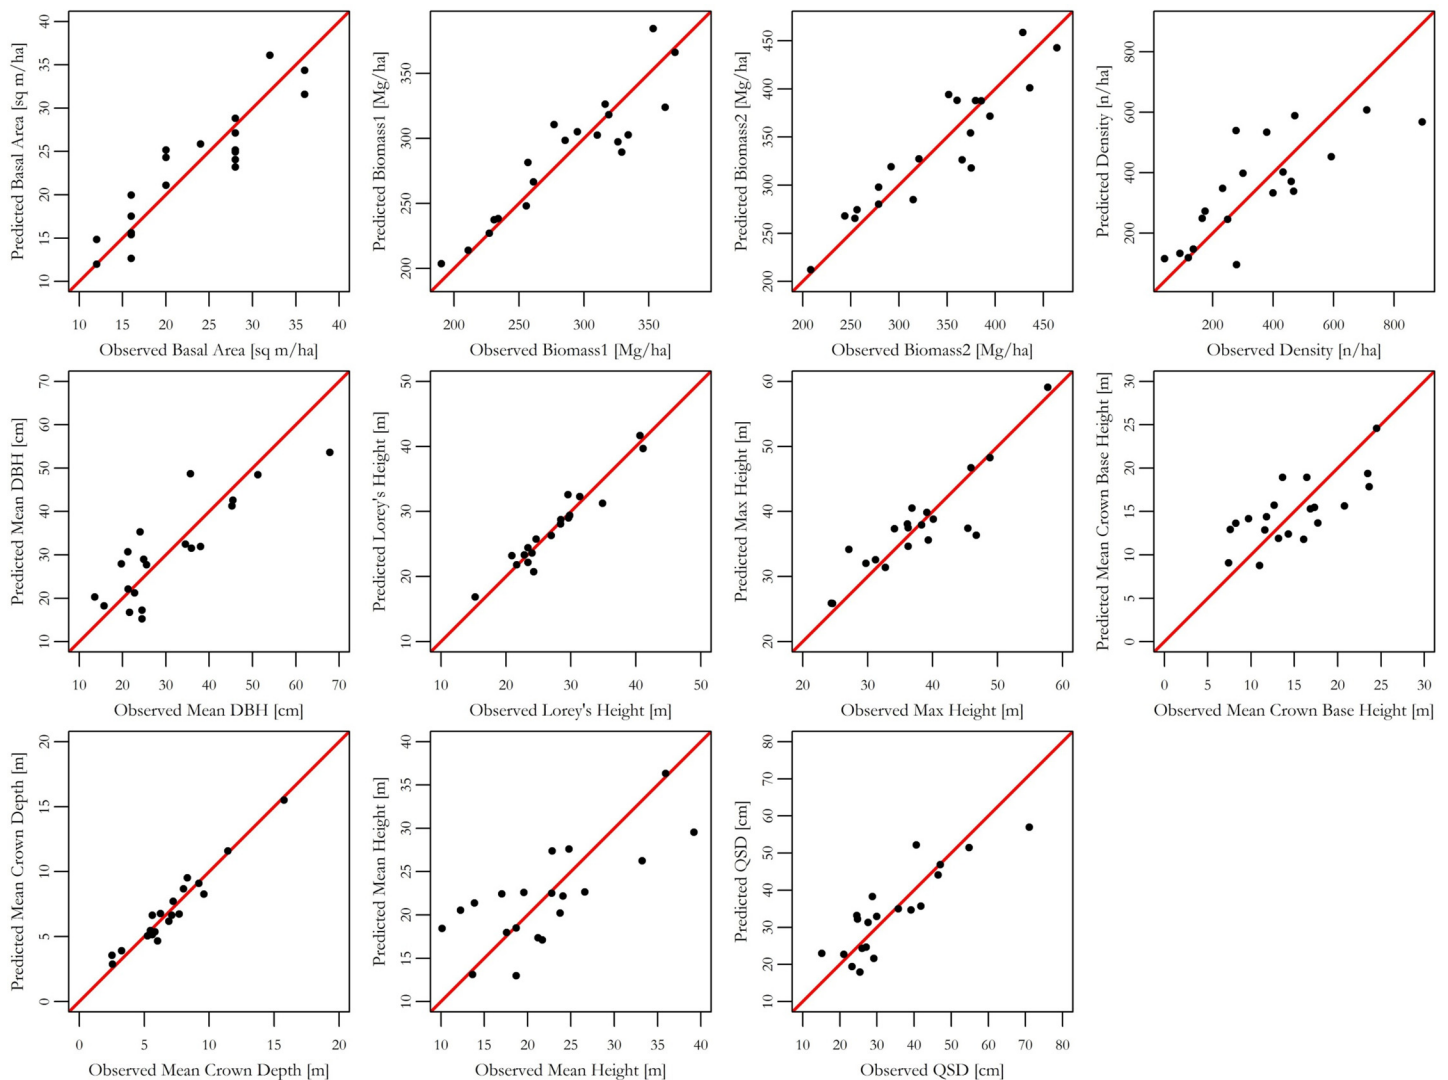 Predicted Basal Area [sq m/ha]
40
35
30
25
20
15
10
10 15 20 25 30 35 40
Observed Basal Area [sq m/ha]
Predicted Biomass1 [Mg/ha]
350
300
250
200
200 250 300 350
Observed Biomass1 [Mg/ha]
Predicted Biomass2 [Mg/ha]
450
400
350
300
250
200
200 250 300 350 400 450
Observed Biomass2 [Mg/ha]
Predicted Density [n/ha]
800
600
400
200
200 400 600 800
Observed Density [n/ha]
Predicted Mean DBH [cm]
70
60
50
40
30
20
10
10 20 30 40 50 60 70
Observed Mean DBH [cm]
Predicted Lorey's Height [m]
50
40
30
20
10
10 20 30 40 50
Observed Lorey's Height [m]
Predicted Max Height [m]
60
50
40
30
20
20 30 40 50 60
Observed Max Height [m]
Predicted Mean Crown Base Height [m]
30
25
20
15
10
5
0
0 5 10 15 20 25 30
Observed Mean Crown Base Height [m]
Predicted Mean Crown Depth [m]
20
15
10
5
0
0 5 10 15 20
Observed Mean Crown Depth [m]
Predicted Mean Height [m]
40
35
30
25
20
15
10
10 15 20 25 30 35 40
Observed Mean Height [m]
Predicted QSD [cm]
80
70
60
50
40
30
20
10
10 20 30 40 50 60 70 80
Observed QSD [cm]